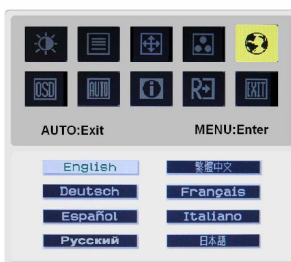 OSD AUTO R EXIT
AUTO:Exit MENU:Enter
English 繁體中文
Deutsch Français
Español Italiano
Русский 日本語